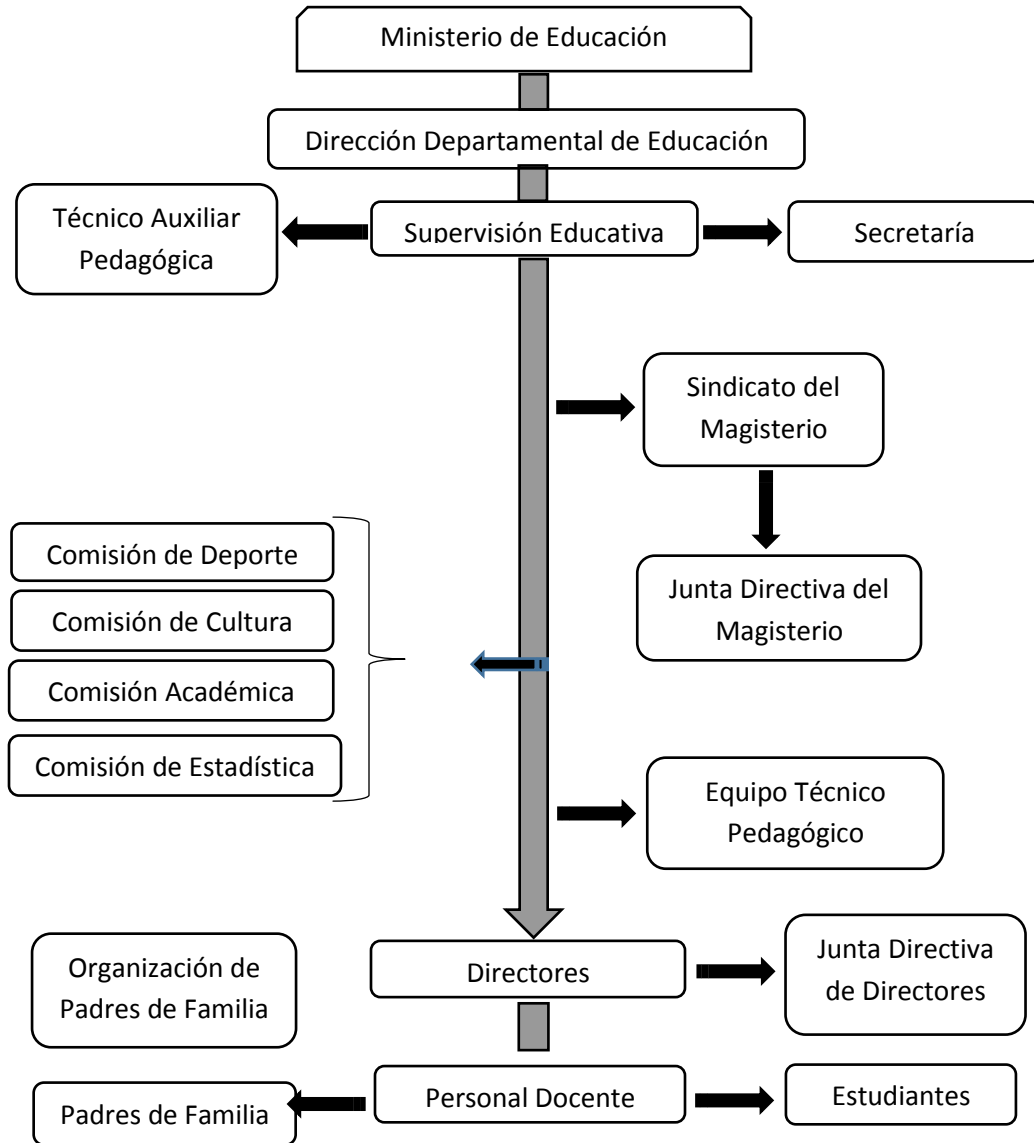 Ministerio de Educación
Dirección Departamental de Educación
Técnico Auxiliar
Pedagógica
Supervisión Educativa
Secretaría
Sindicato del
Magisterio
Comisión de Deporte
Comisión de Cultura
Comisión Académica
Comisión de Estadística
Junta Directiva del
Magisterio
Equipo Técnico
Pedagógico
Organización de
Padres de Familia
Directores
Junta Directiva
de Directores
Padres de Familia
Personal Docente
Estudiantes